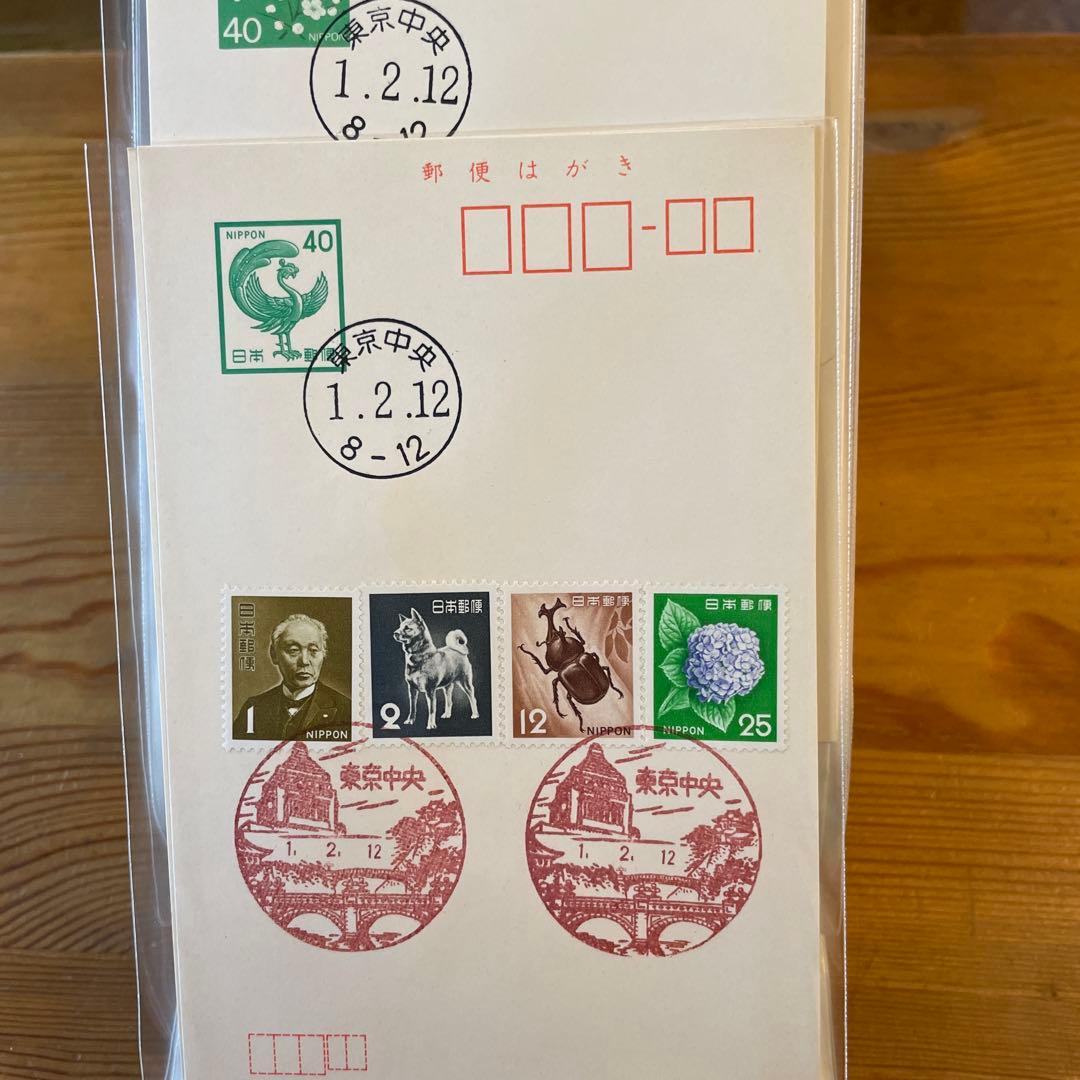 40
NIPPON
東京中央
1.2.12
8-12
郵便はがき
NIPPON 40
日本 郵便
東京中央
1.2.12
8-12
日本郵便
1 NIPPON
日本郵便
2
日本郵便
12 NIPPON
日本郵便
NIPPON 25
東京中央
1. 2. 12
東京中央
1. 2. 12